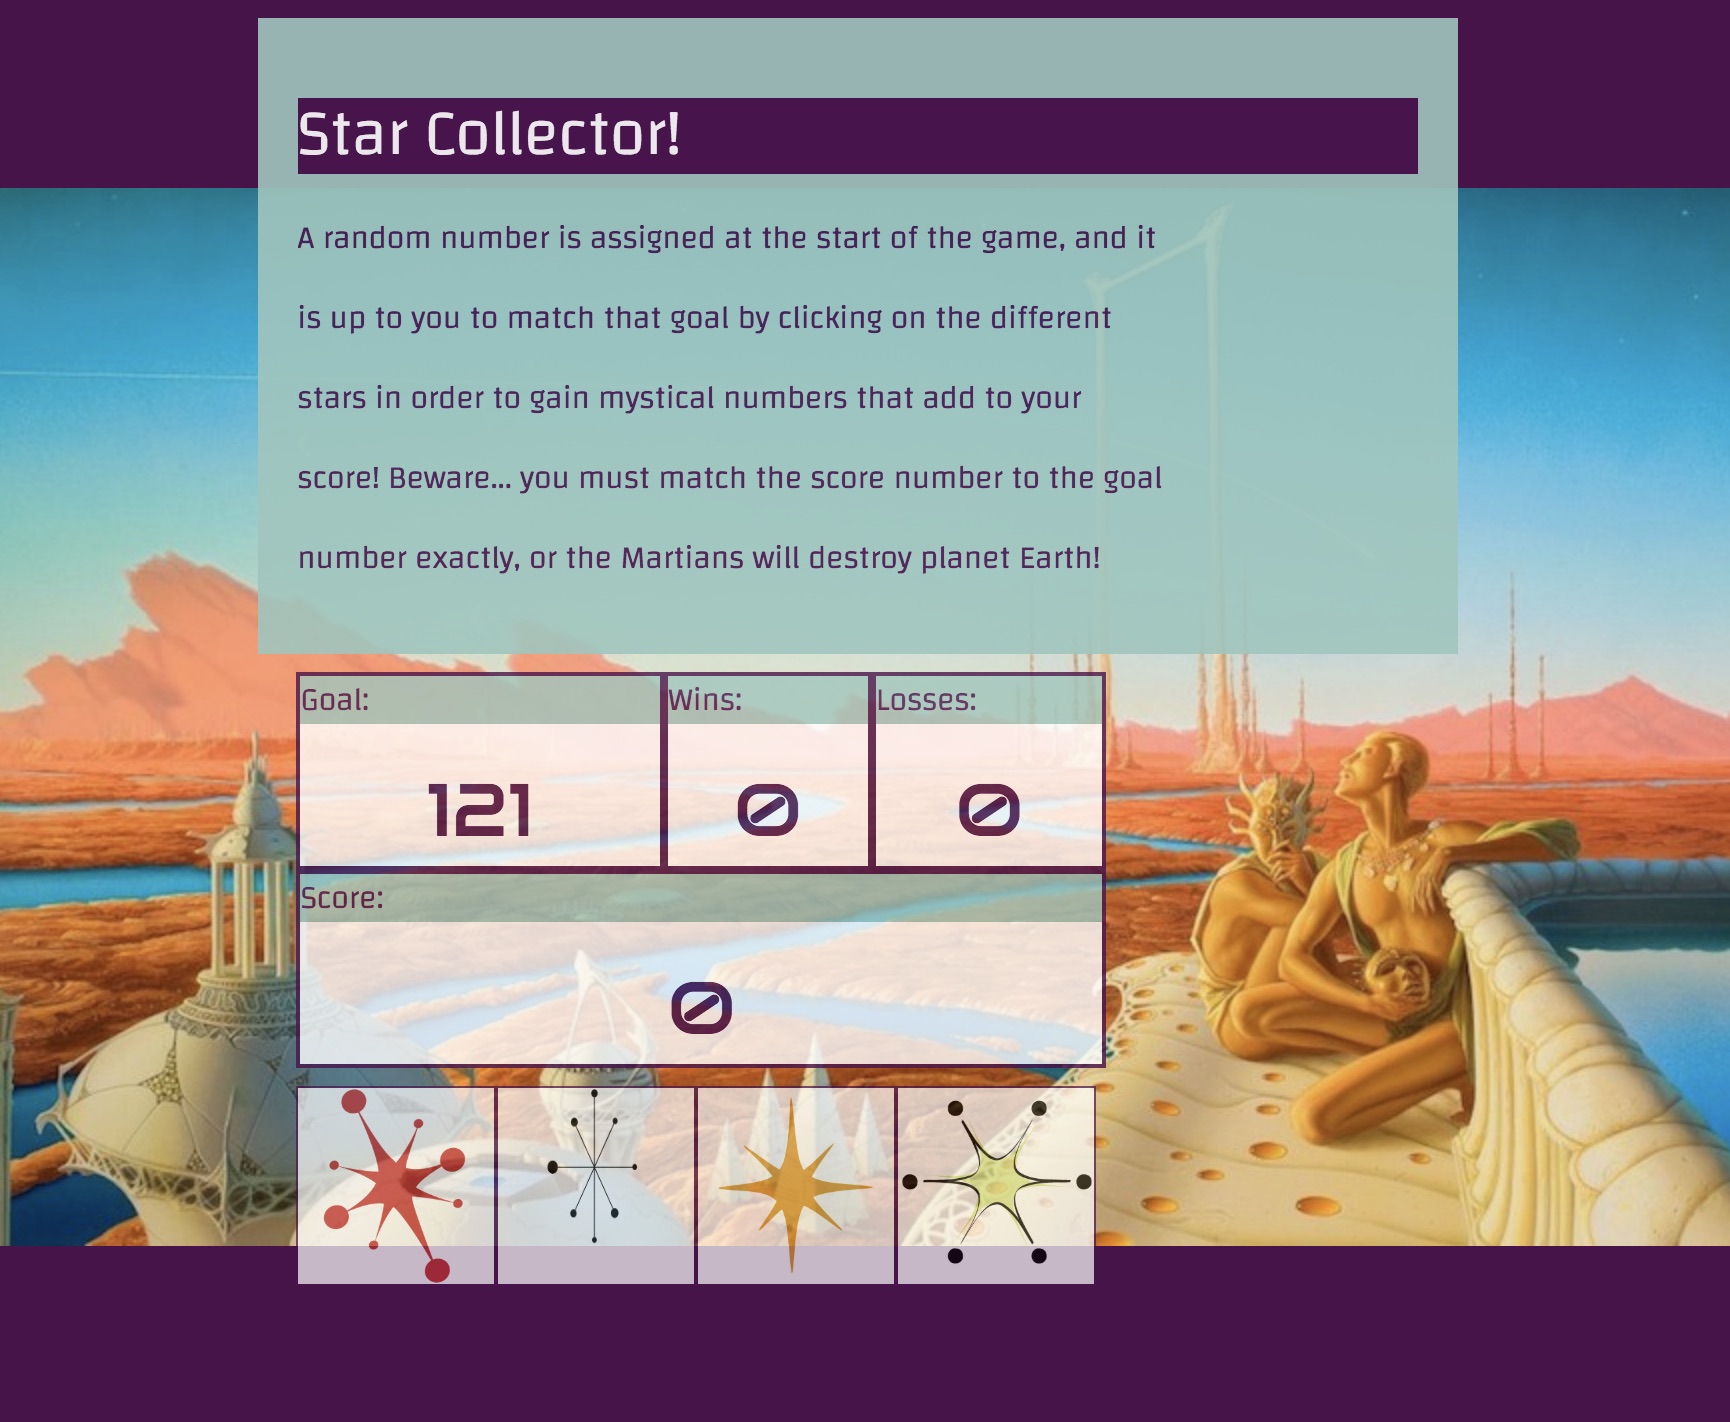 Star Collector!
A random number is assigned at the start of the game, and it
is up to you to match that goal by clicking on the different
stars in order to gain mystical numbers that add to your
score! Beware... you must match the score number to the goal
number exactly, or the Martians will destroy planet Earth!
Goal: Wins: Losses:
121 0 0
Score:
0